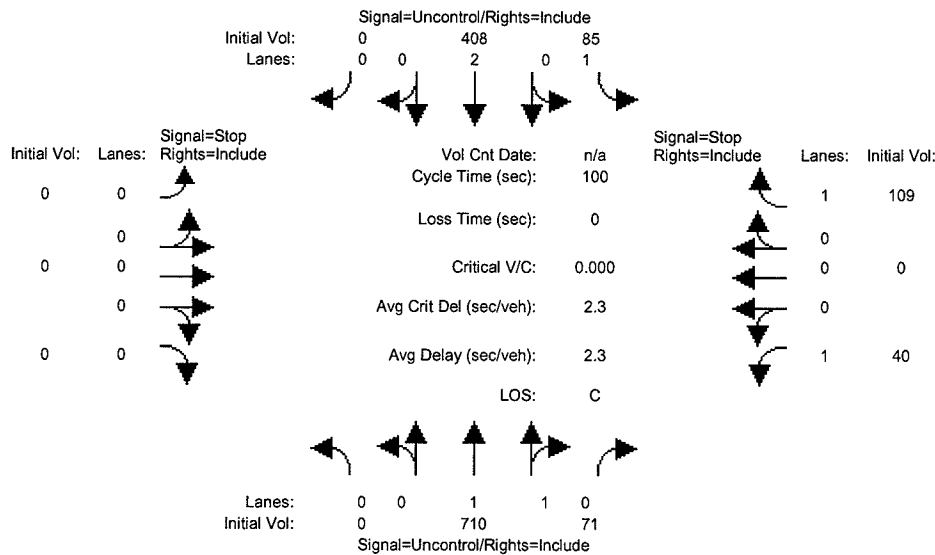 Signal=Uncontrol/Rights=Include
Initial Vol: 0 408 85
Lanes: 0 0 2 0 1
Signal=Stop
Initial Vol: Lanes: Rights=Include
Vol Cnt Date: n/a
Signal=Stop
Rights=Include Lanes: Initial Vol:
Cycle Time (sec): 100
0 0
1 109
Loss Time (sec): 0
0
0
0 0
Critical V/C: 0.000
0 0
0
Avg Crit Del (sec/veh): 2.3
0
0 0
Avg Delay (sec/veh): 2.3
1 40
LOS: C
Lanes: 0 0 1 1 0
Initial Vol: 0 710 71
Signal=Uncontrol/Rights=Include